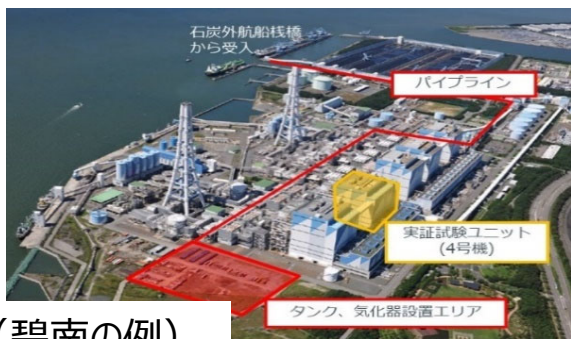 石炭外航船桟橋
から受入
パイプライン
実証試験ユニット
(4号機)
タンク、気化器設置エリア
（碧南の例）